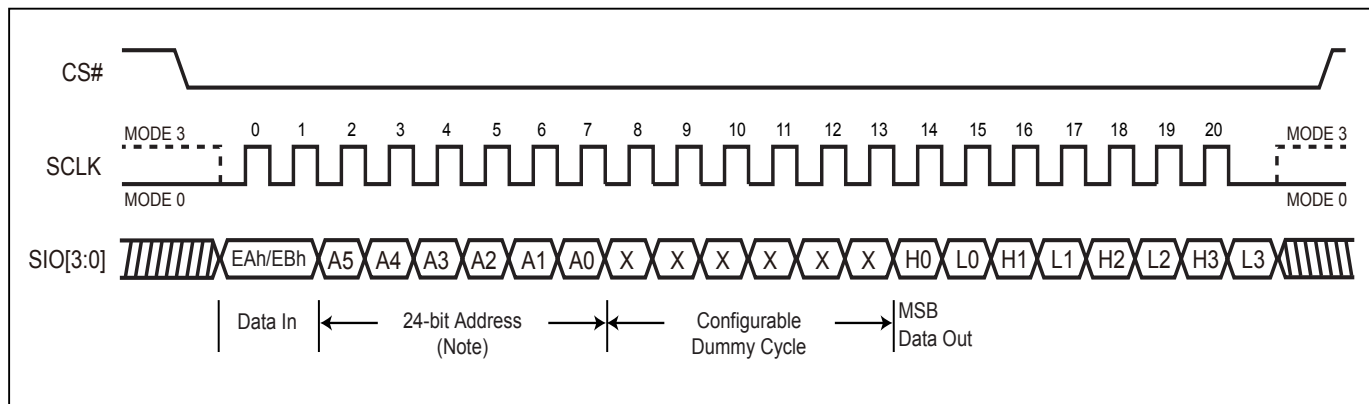 CS#
0 1 2 3 4 5 6 7 8 9 10 11 12 13 14 15 16 17 18 19 20
MODE 3 MODE 3
SCLK
MODE 0 MODE 0
SIO[3:0] EAh/EBh A5 A4 A3 A2 A1 A0 X X X X X X H0 L0 H1 L1 H2 L2 H3 L3
Data In
24-bit Address
(Note)
Configurable
Dummy Cycle
MSB
Data Out